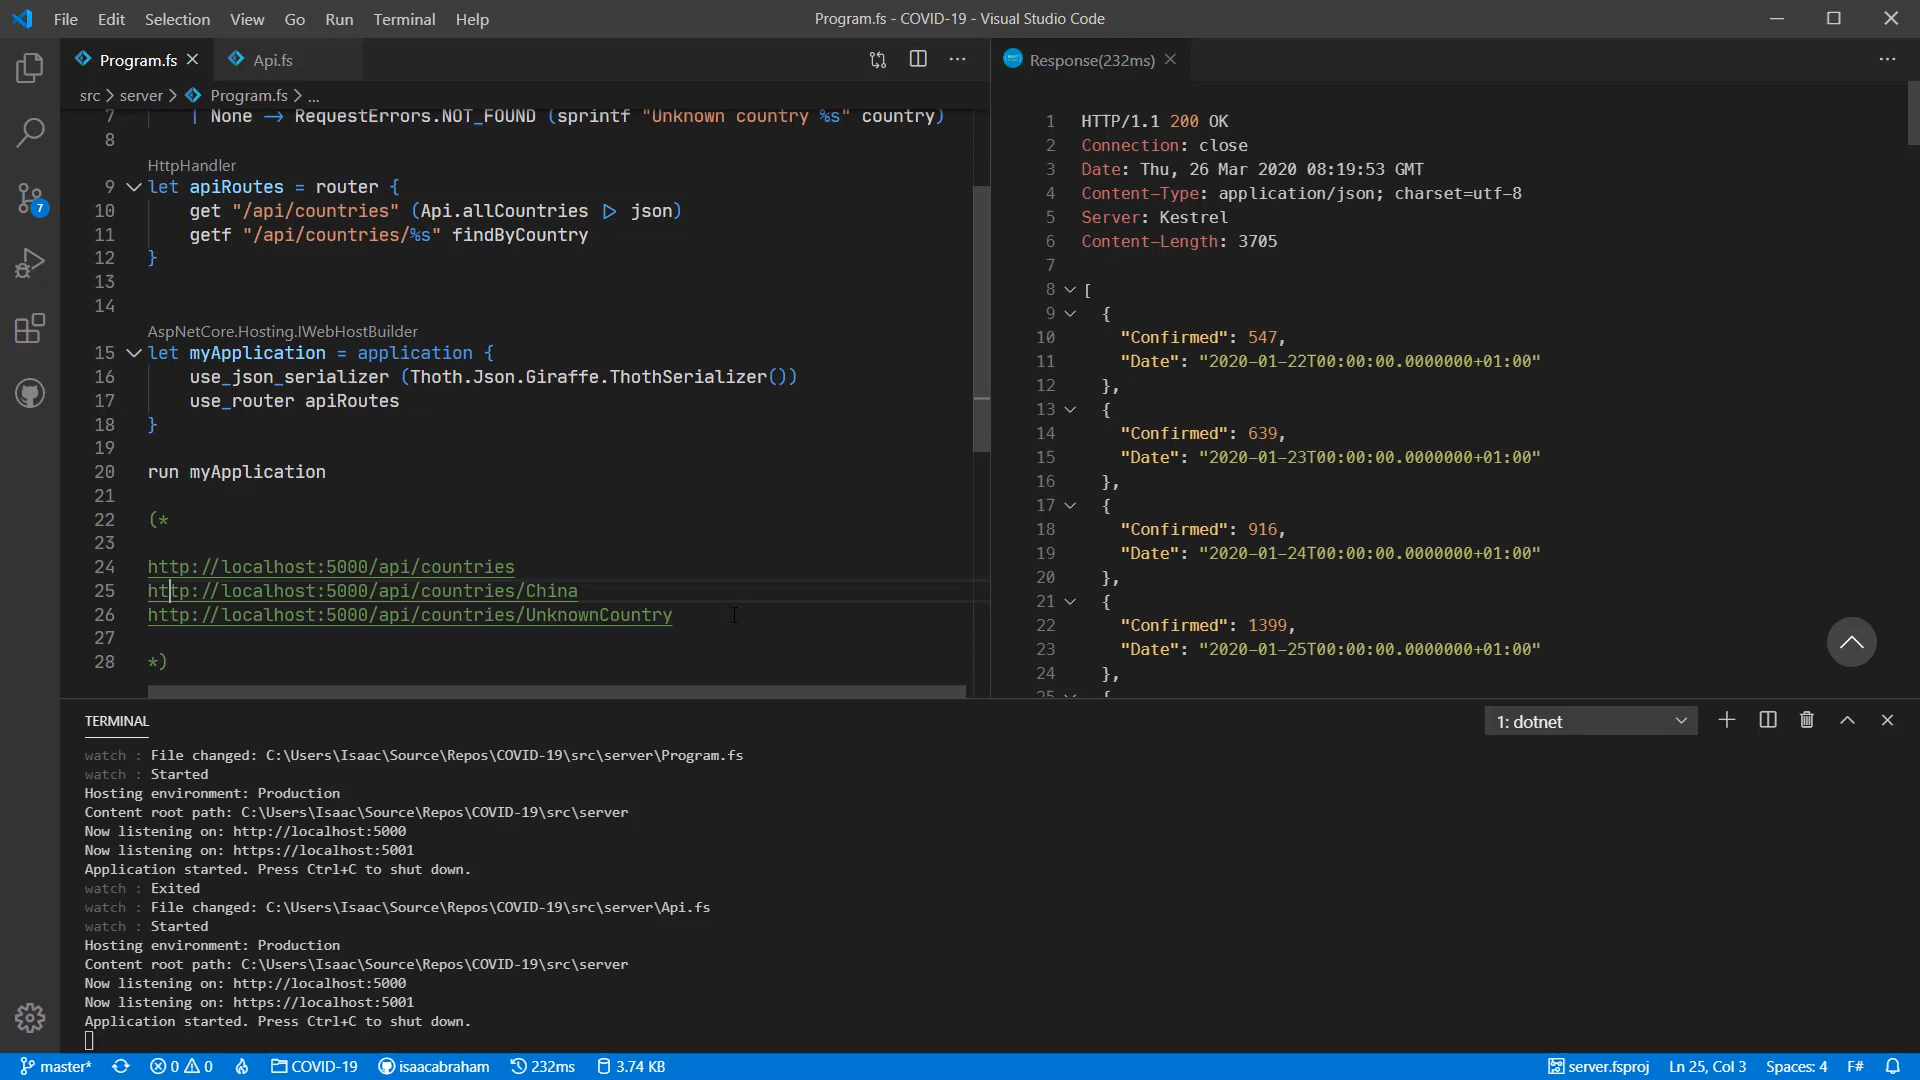 File Edit Selection View Go Run Terminal Help
Program.fs - COVID-19 - Visual Studio Code
Program.fs
Api.fs
src > server > Program.fs > ...
7 | None -> RequestErrors.NOT_FOUND (sprintf "Unknown country %s" country)
8
HttpHandler
9 let apiRoutes = router {
10 get "/api/countries" (Api.allCountries |> json)
11 getf "/api/countries/%s" findByCountry
12 }
13
14
AspNetCore.Hosting.IWebHostBuilder
15 let myApplication = application {
16 use_json_serializer (Thoth.Json.Giraffe.ThothSerializer())
17 use_router apiRoutes
18 }
19
20 run myApplication
21
22 (*
23
24 http://localhost:5000/api/countries
25 http://localhost:5000/api/countries/China
26 http://localhost:5000/api/countries/UnknownCountry
27
28 *)
7
Response(232ms)
1 HTTP/1.1 200 OK
2 Connection: close
3 Date: Thu, 26 Mar 2020 08:19:53 GMT
4 Content-Type: application/json; charset=utf-8
5 Server: Kestrel
6 Content-Length: 3705
7
8 [
9 {
10 "Confirmed": 547,
11 "Date": "2020-01-22T00:00:00.0000000+01:00"
12 },
13 {
14 "Confirmed": 639,
15 "Date": "2020-01-23T00:00:00.0000000+01:00"
16 },
17 {
18 "Confirmed": 916,
19 "Date": "2020-01-24T00:00:00.0000000+01:00"
20 },
21 {
22 "Confirmed": 1399,
23 "Date": "2020-01-25T00:00:00.0000000+01:00"
24 },
25 {
TERMINAL
1: dotnet
watch : File changed: C:\Users\Isaac\Source\Repos\COVID-19\src\server\Program.fs
watch : Started
Hosting environment: Production
Content root path: C:\Users\Isaac\Source\Repos\COVID-19\src\server
Now listening on: http://localhost:5000
Now listening on: https://localhost:5001
Application started. Press Ctrl+C to shut down.
watch : Exited
watch : File changed: C:\Users\Isaac\Source\Repos\COVID-19\src\server\Api.fs
watch : Started
Hosting environment: Production
Content root path: C:\Users\Isaac\Source\Repos\COVID-19\src\server
Now listening on: http://localhost:5000
Now listening on: https://localhost:5001
Application started. Press Ctrl+C to shut down.
master* 0 0 COVID-19 isaacabraham 232ms 3.74 KB server.fsproj Ln 25, Col 3 Spaces: 4 F#